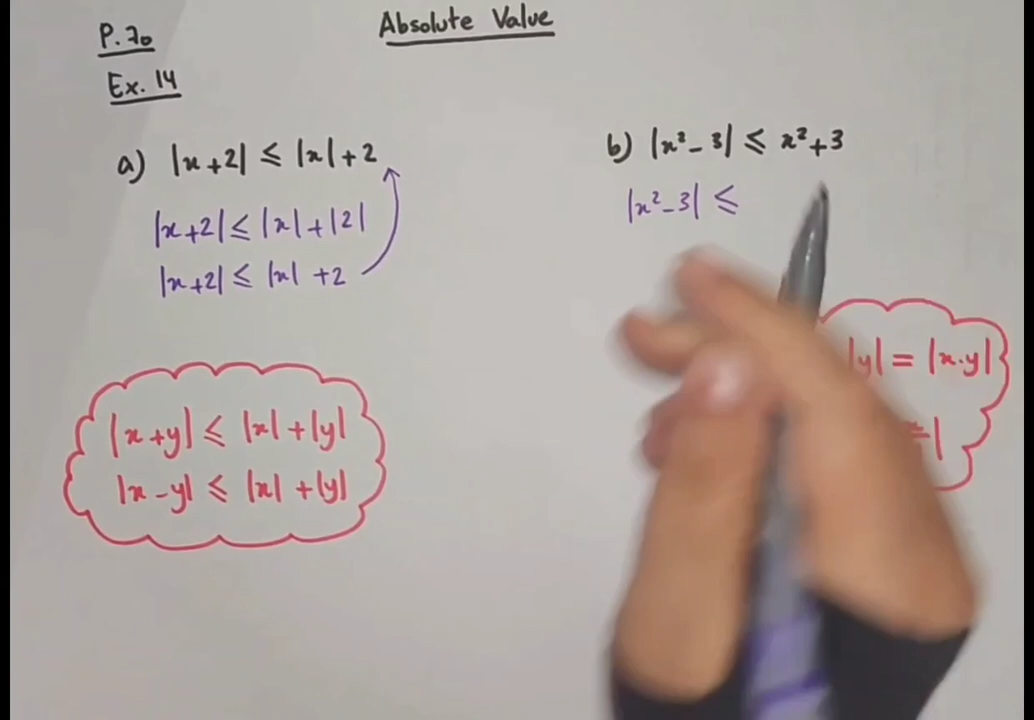 Absolute Value
P.70
Ex. 14
a) |x+2| ≤ |x|+2
|x+2| ≤ |x|+|2|
|x+2| ≤ |x| +2
|x+y| ≤ |x|+|y|
|x-y| ≤ |x|+|y|
b) |x²-3| ≤ x²+3
|x²-3| ≤
|y| = |x.y|